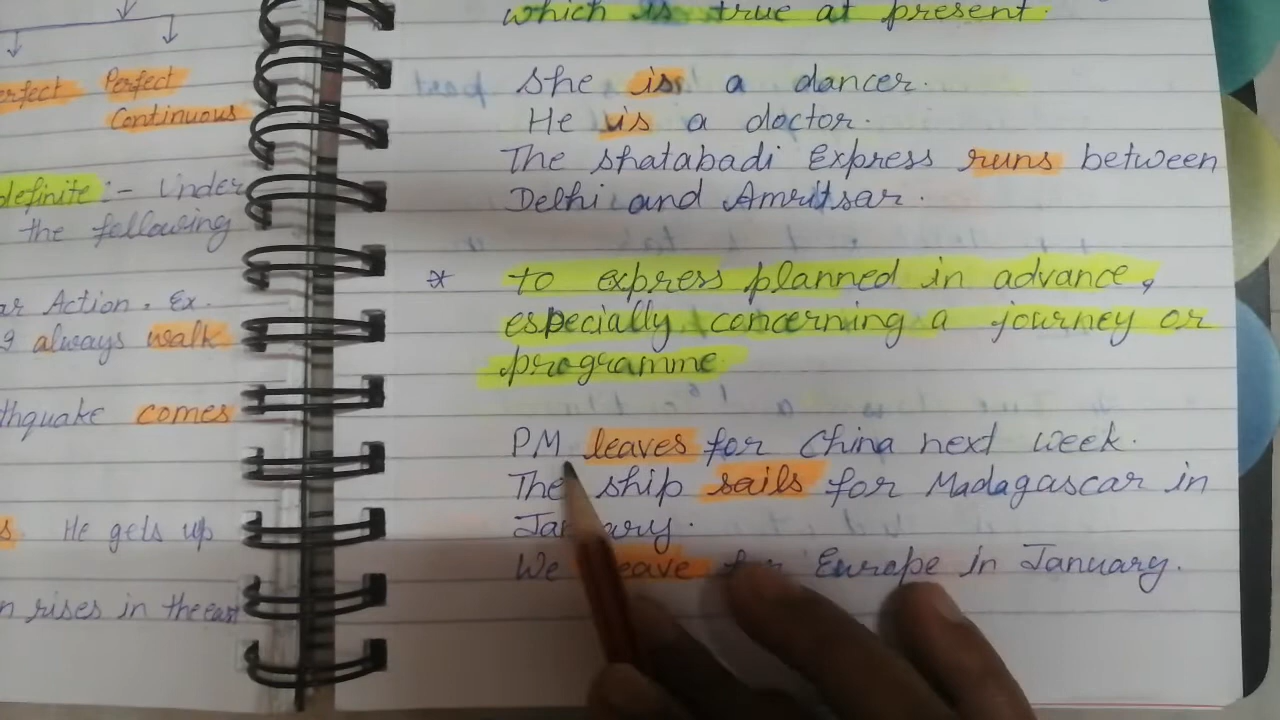 erfect Perfect
Continuous
definite :- Under
the following
ar Action. Ex.
always walk
thquake comes
s He gets up
n rises in the east
which is true at present.
She is a dancer.
He is a doctor.
The Shatabadi Express runs between
Delhi and Amritsar.
* to express planned in advance,
especially concerning a journey or
programme
PM leaves for China next week.
The ship sails for Madagascar in
January.
We leave for Europe in January.